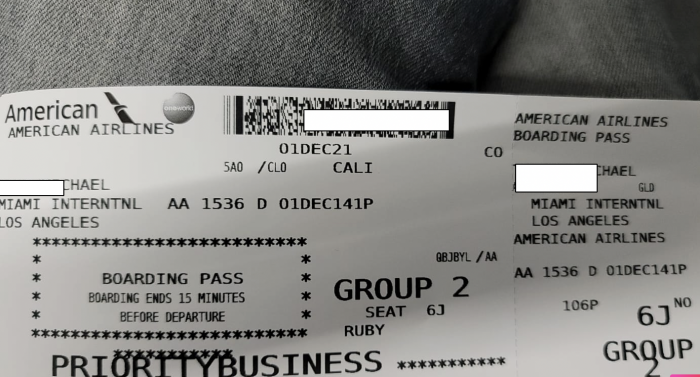 American
oneworld
AMERICAN AIRLINES
01DEC21
CO
5A0 /CLO CALI
CHAEL
MIAMI INTERNTNL AA 1536 D 01DEC141P
LOS ANGELES
***************************
* *
* BOARDING PASS *
* BOARDING ENDS 15 MINUTES *
* BEFORE DEPARTURE *
***************************
QBJBYL /AA
GROUP 2
SEAT 6J
RUBY
PRIORITYBUSINESS ***********
AMERICAN AIRLINES
BOARDING PASS
CHAEL
GLD
MIAMI INTERNTNL
LOS ANGELES
AMERICAN AIRLINES
AA 1536 D 01DEC141P
106P 6J NO
GROUP
2